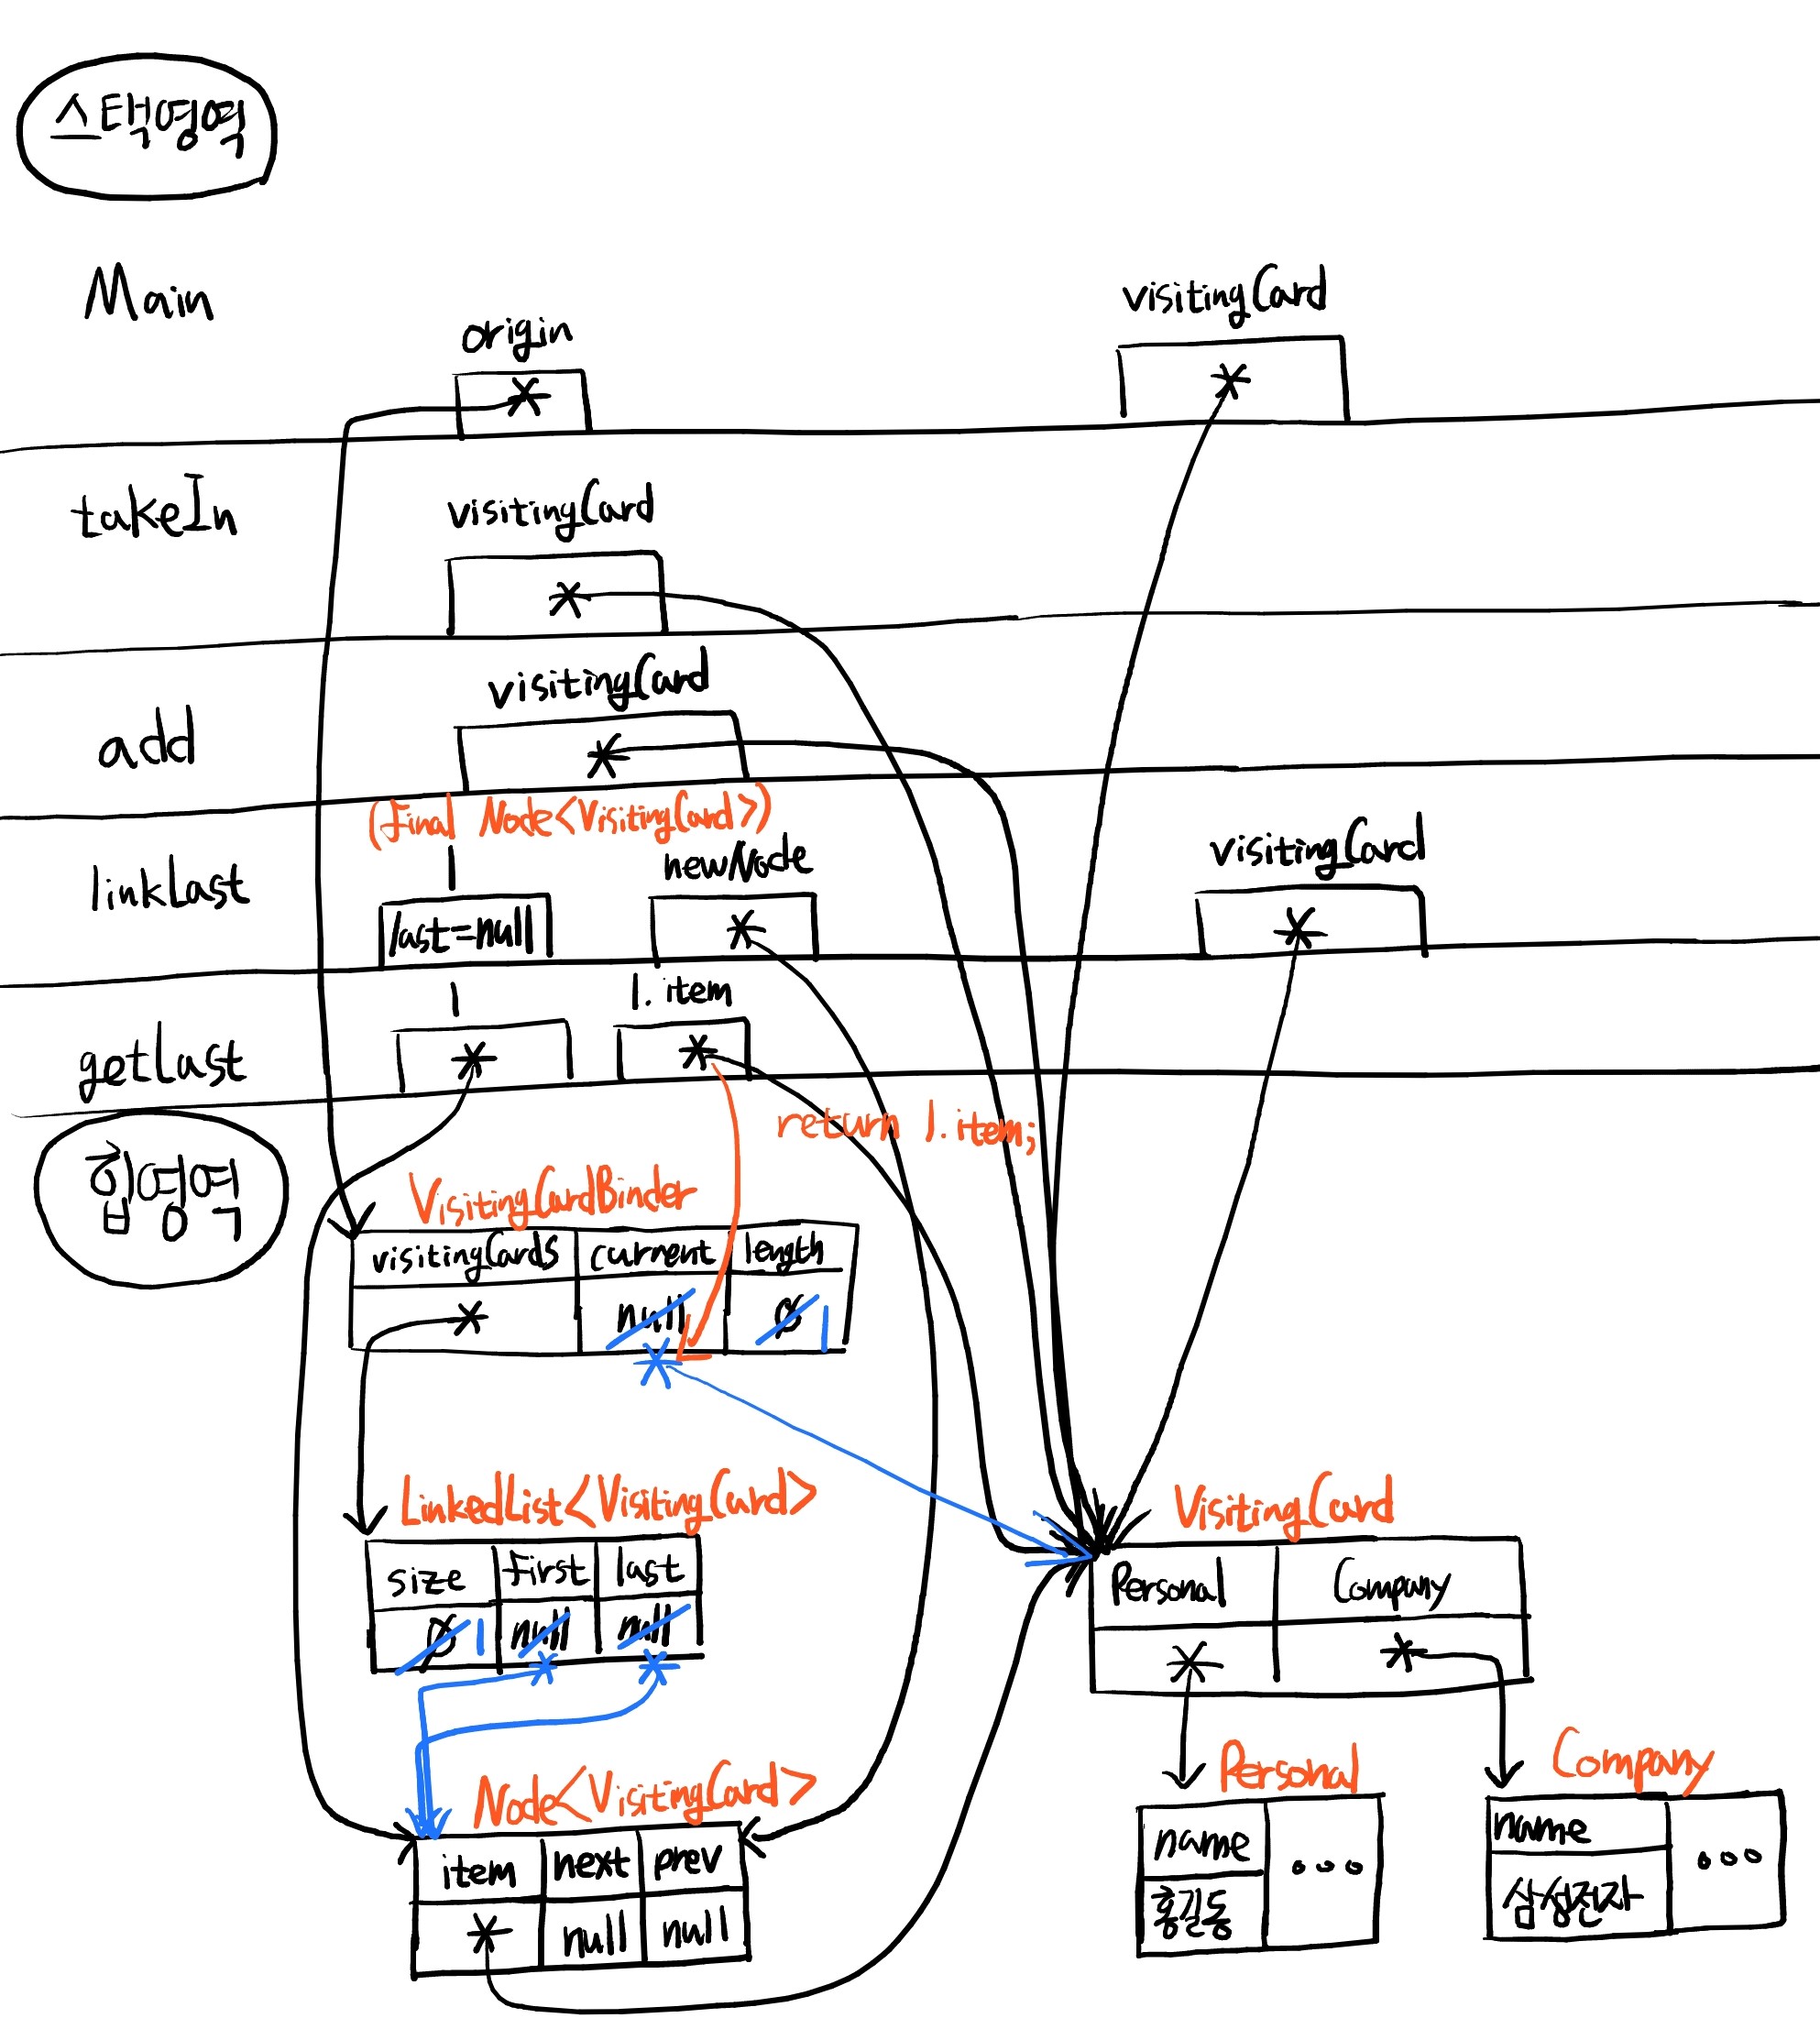 스택영역
Main
origin
visitingCard
*
*
takeIn
visitingCard
*
add
visitingCard
*
(final Node<VisitingCard>)
linkLast
l
newNode
visitingCard
last=null
*
*
getLast
l
l.item
*
*
return l.item;
힙영역
VisitingCardBinder
visitingCards current length
* null 0 1
*
LinkedList<VisitingCard>
size first last
0 1 null null
* *
VisitingCard
Personal Company
* *
Node<VisitingCard>
item next prev
* null null
Personal
name ...
홍길동
Company
name ...
삼성전자